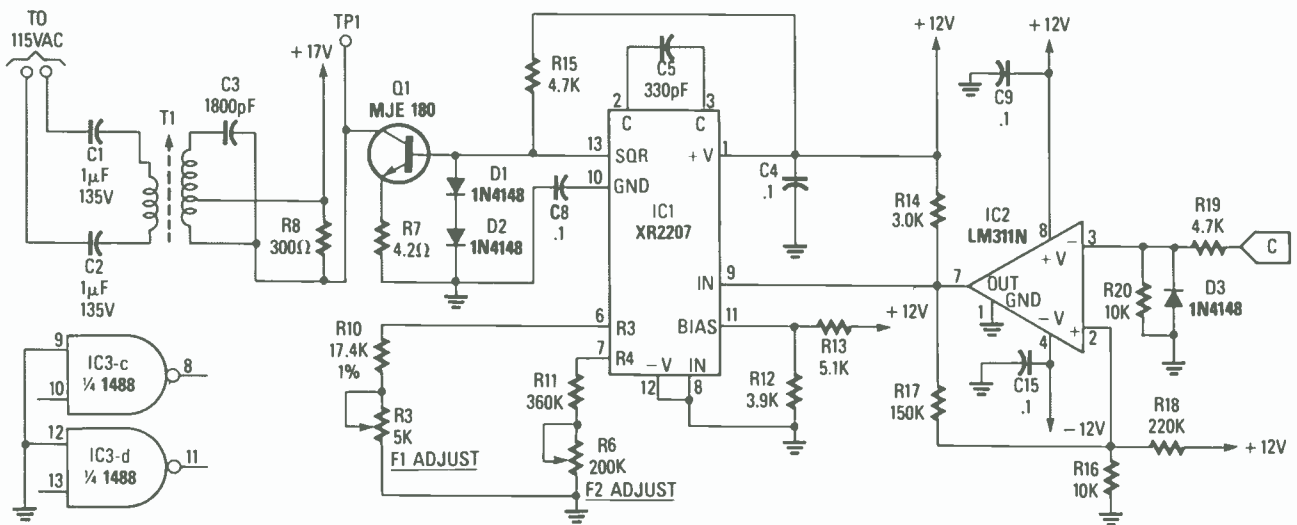 TO
115VAC
C1
1µF
135V
C2
1µF
135V
T1
C3
1800pF
+17V
TP1
R8
300Ω
Q1
MJE 180
R7
4.2Ω
D1
1N4148
D2
1N4148
R15
4.7K
C8
.1
C5
330pF
2
C
3
C
13
SQR
10
GND
+V
1
IC1
XR2207
IN
9
BIAS
11
6
R3
7
R4
-V
12
IN
8
C4
.1
R10
17.4K
1%
R3
5K
F1 ADJUST
R11
360K
R6
200K
F2 ADJUST
R12
3.9K
R13
5.1K
+12V
+12V
R14
3.0K
+12V
C9
.1
IC2
LM311N
8
+V
-
3
7
OUT
GND
1
-V
4
+
2
C15
.1
-12V
R17
150K
R16
10K
R18
220K
+12V
R20
10K
D3
1N4148
R19
4.7K
C
9
10
IC3-c
¼ 1488
8
12
13
IC3-d
¼ 1488
11